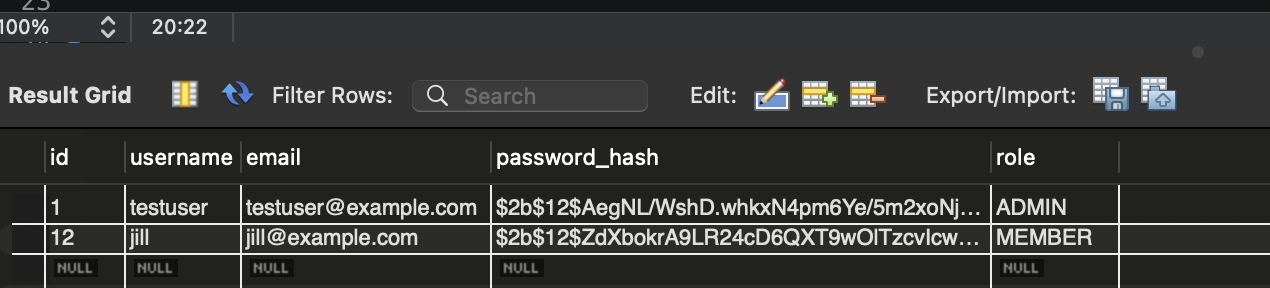 23
100% 20:22
Result Grid Filter Rows: Search Edit: Export/Import:
id username email password_hash role
1 testuser testuser@example.com $2b$12$AegNL/WshD.whkxN4pm6Ye/5m2xoNj... ADMIN
12 jill jill@example.com $2b$12$ZdXbokrA9LR24cD6QXT9wOlTzcvIcw... MEMBER
NULL NULL NULL NULL NULL